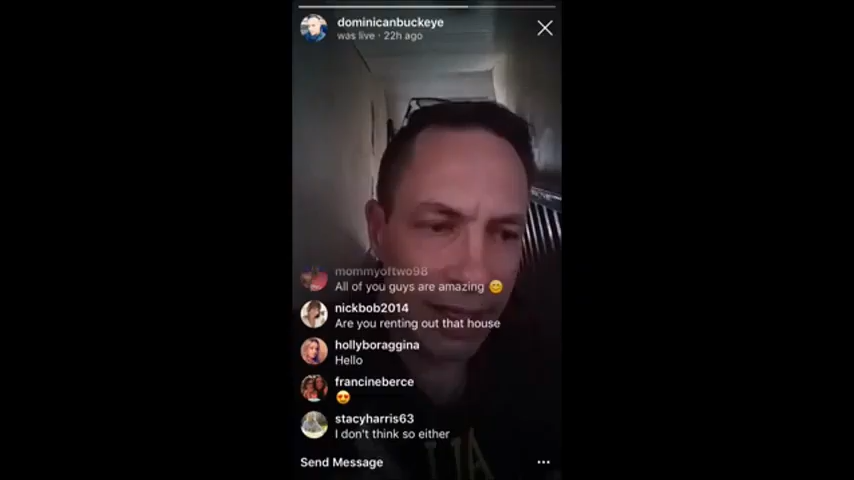 dominicanbuckeye
was live · 22h ago
mommyoftwo98
All of you guys are amazing 😊
nickbob2014
Are you renting out that house
hollyboraggina
Hello
francineberce
😍
stacyharris63
I don't think so either
Send Message